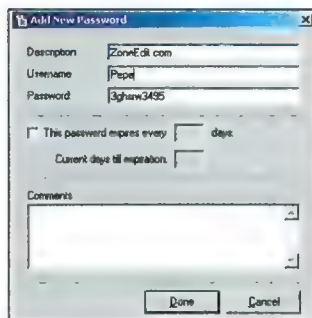 Add New Password
Description ZoneEdit.com
Username Pepe
Password 3ghsrw3495
This password expires every days.
Current days till expiration.
Comments
Done Cancel